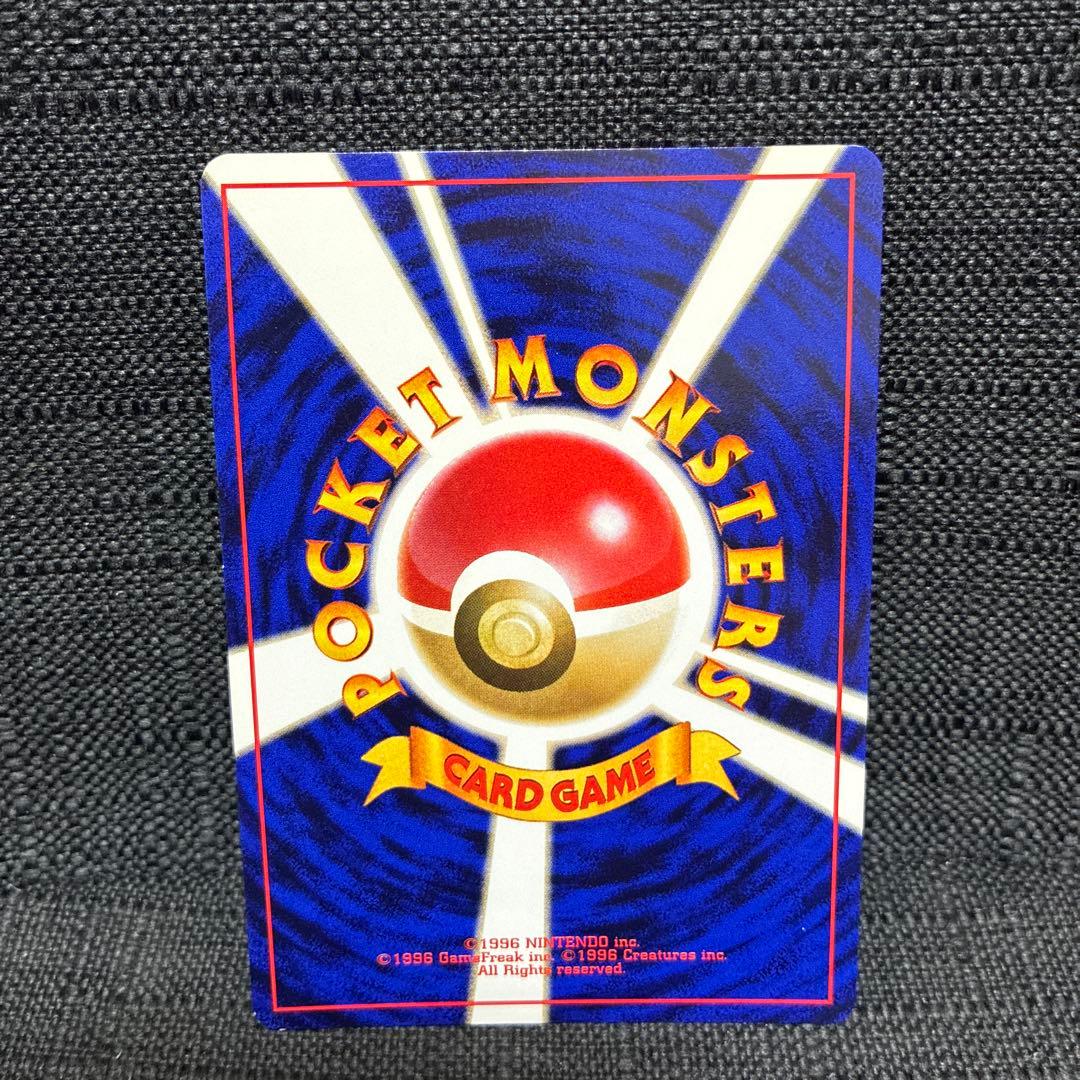 POCKET MONSTERS
CARD GAME
©1996 NINTENDO inc.
©1996 GameFreak inc. ©1996 Creatures inc.
All Rights reserved.